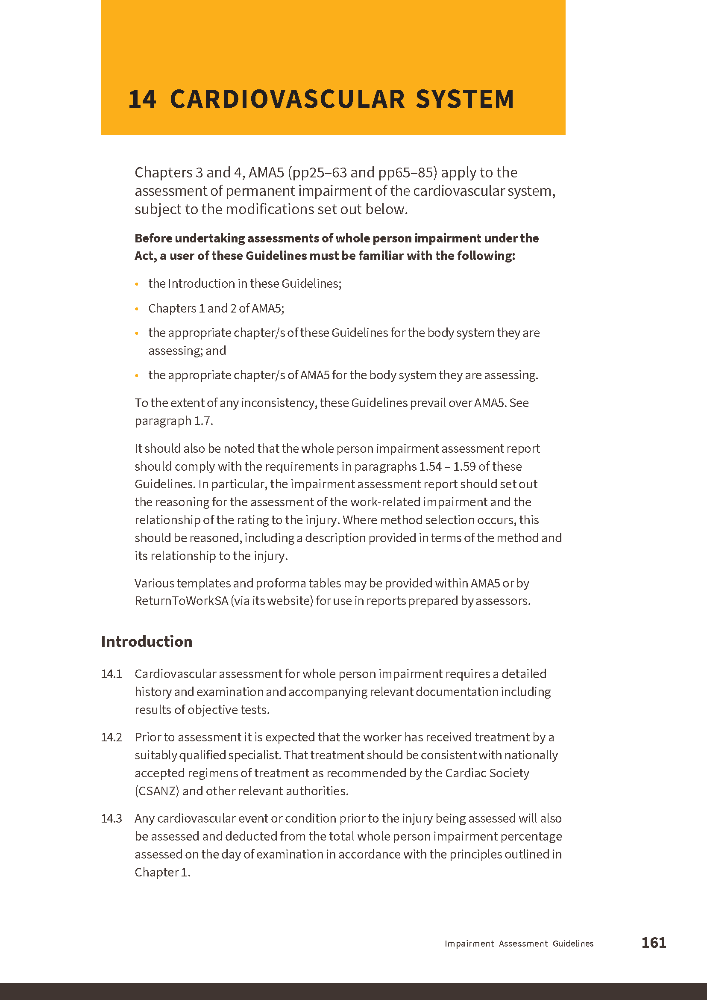 14 CARDIOVASCULAR SYSTEM
Chapters 3 and 4, AMA5 (pp25–63 and pp65–85) apply to the
assessment of permanent impairment of the cardiovascular system,
subject to the modifications set out below.
Before undertaking assessments of whole person impairment under the
Act, a user of these Guidelines must be familiar with the following:
• the Introduction in these Guidelines;
• Chapters 1 and 2 of AMA5;
• the appropriate chapter/s of these Guidelines for the body system they are
assessing; and
• the appropriate chapter/s of AMA5 for the body system they are assessing.
To the extent of any inconsistency, these Guidelines prevail over AMA5. See
paragraph 1.7.
It should also be noted that the whole person impairment assessment report
should comply with the requirements in paragraphs 1.54 – 1.59 of these
Guidelines. In particular, the impairment assessment report should set out
the reasoning for the assessment of the work-related impairment and the
relationship of the rating to the injury. Where method selection occurs, this
should be reasoned, including a description provided in terms of the method and
its relationship to the injury.
Various templates and proforma tables may be provided within AMA5 or by
ReturnToWorkSA (via its website) for use in reports prepared by assessors.
Introduction
14.1 Cardiovascular assessment for whole person impairment requires a detailed
history and examination and accompanying relevant documentation including
results of objective tests.
14.2 Prior to assessment it is expected that the worker has received treatment by a
suitably qualified specialist. That treatment should be consistent with nationally
accepted regimens of treatment as recommended by the Cardiac Society
(CSANZ) and other relevant authorities.
14.3 Any cardiovascular event or condition prior to the injury being assessed will also
be assessed and deducted from the total whole person impairment percentage
assessed on the day of examination in accordance with the principles outlined in
Chapter 1.
Impairment Assessment Guidelines 161